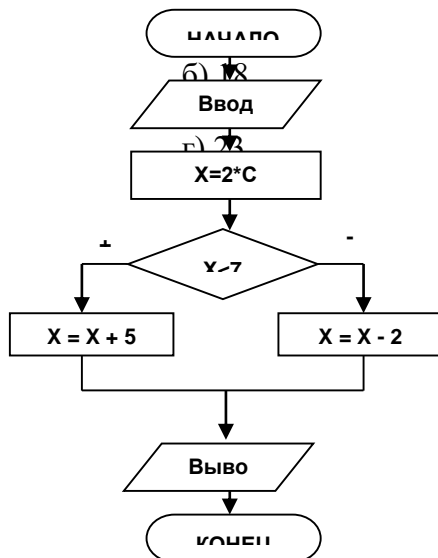 НАЧАЛО
б) 18
Ввод
г) 23
X=2*C
+ -
X<7
X = X + 5 X = X - 2
Выво
КОНЕЦ